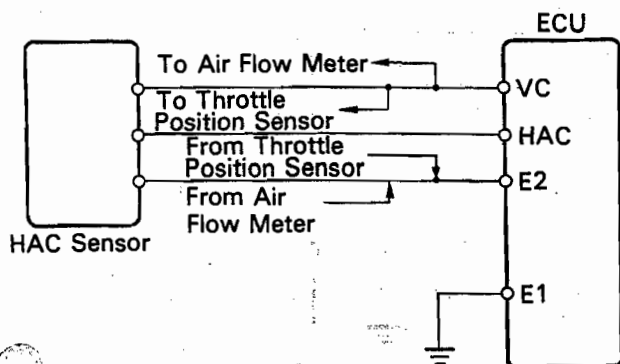 ECU
To Air Flow Meter
VC
To Throttle
Position Sensor
HAC
From Throttle
Position Sensor
E2
From Air
Flow Meter
HAC Sensor
E1